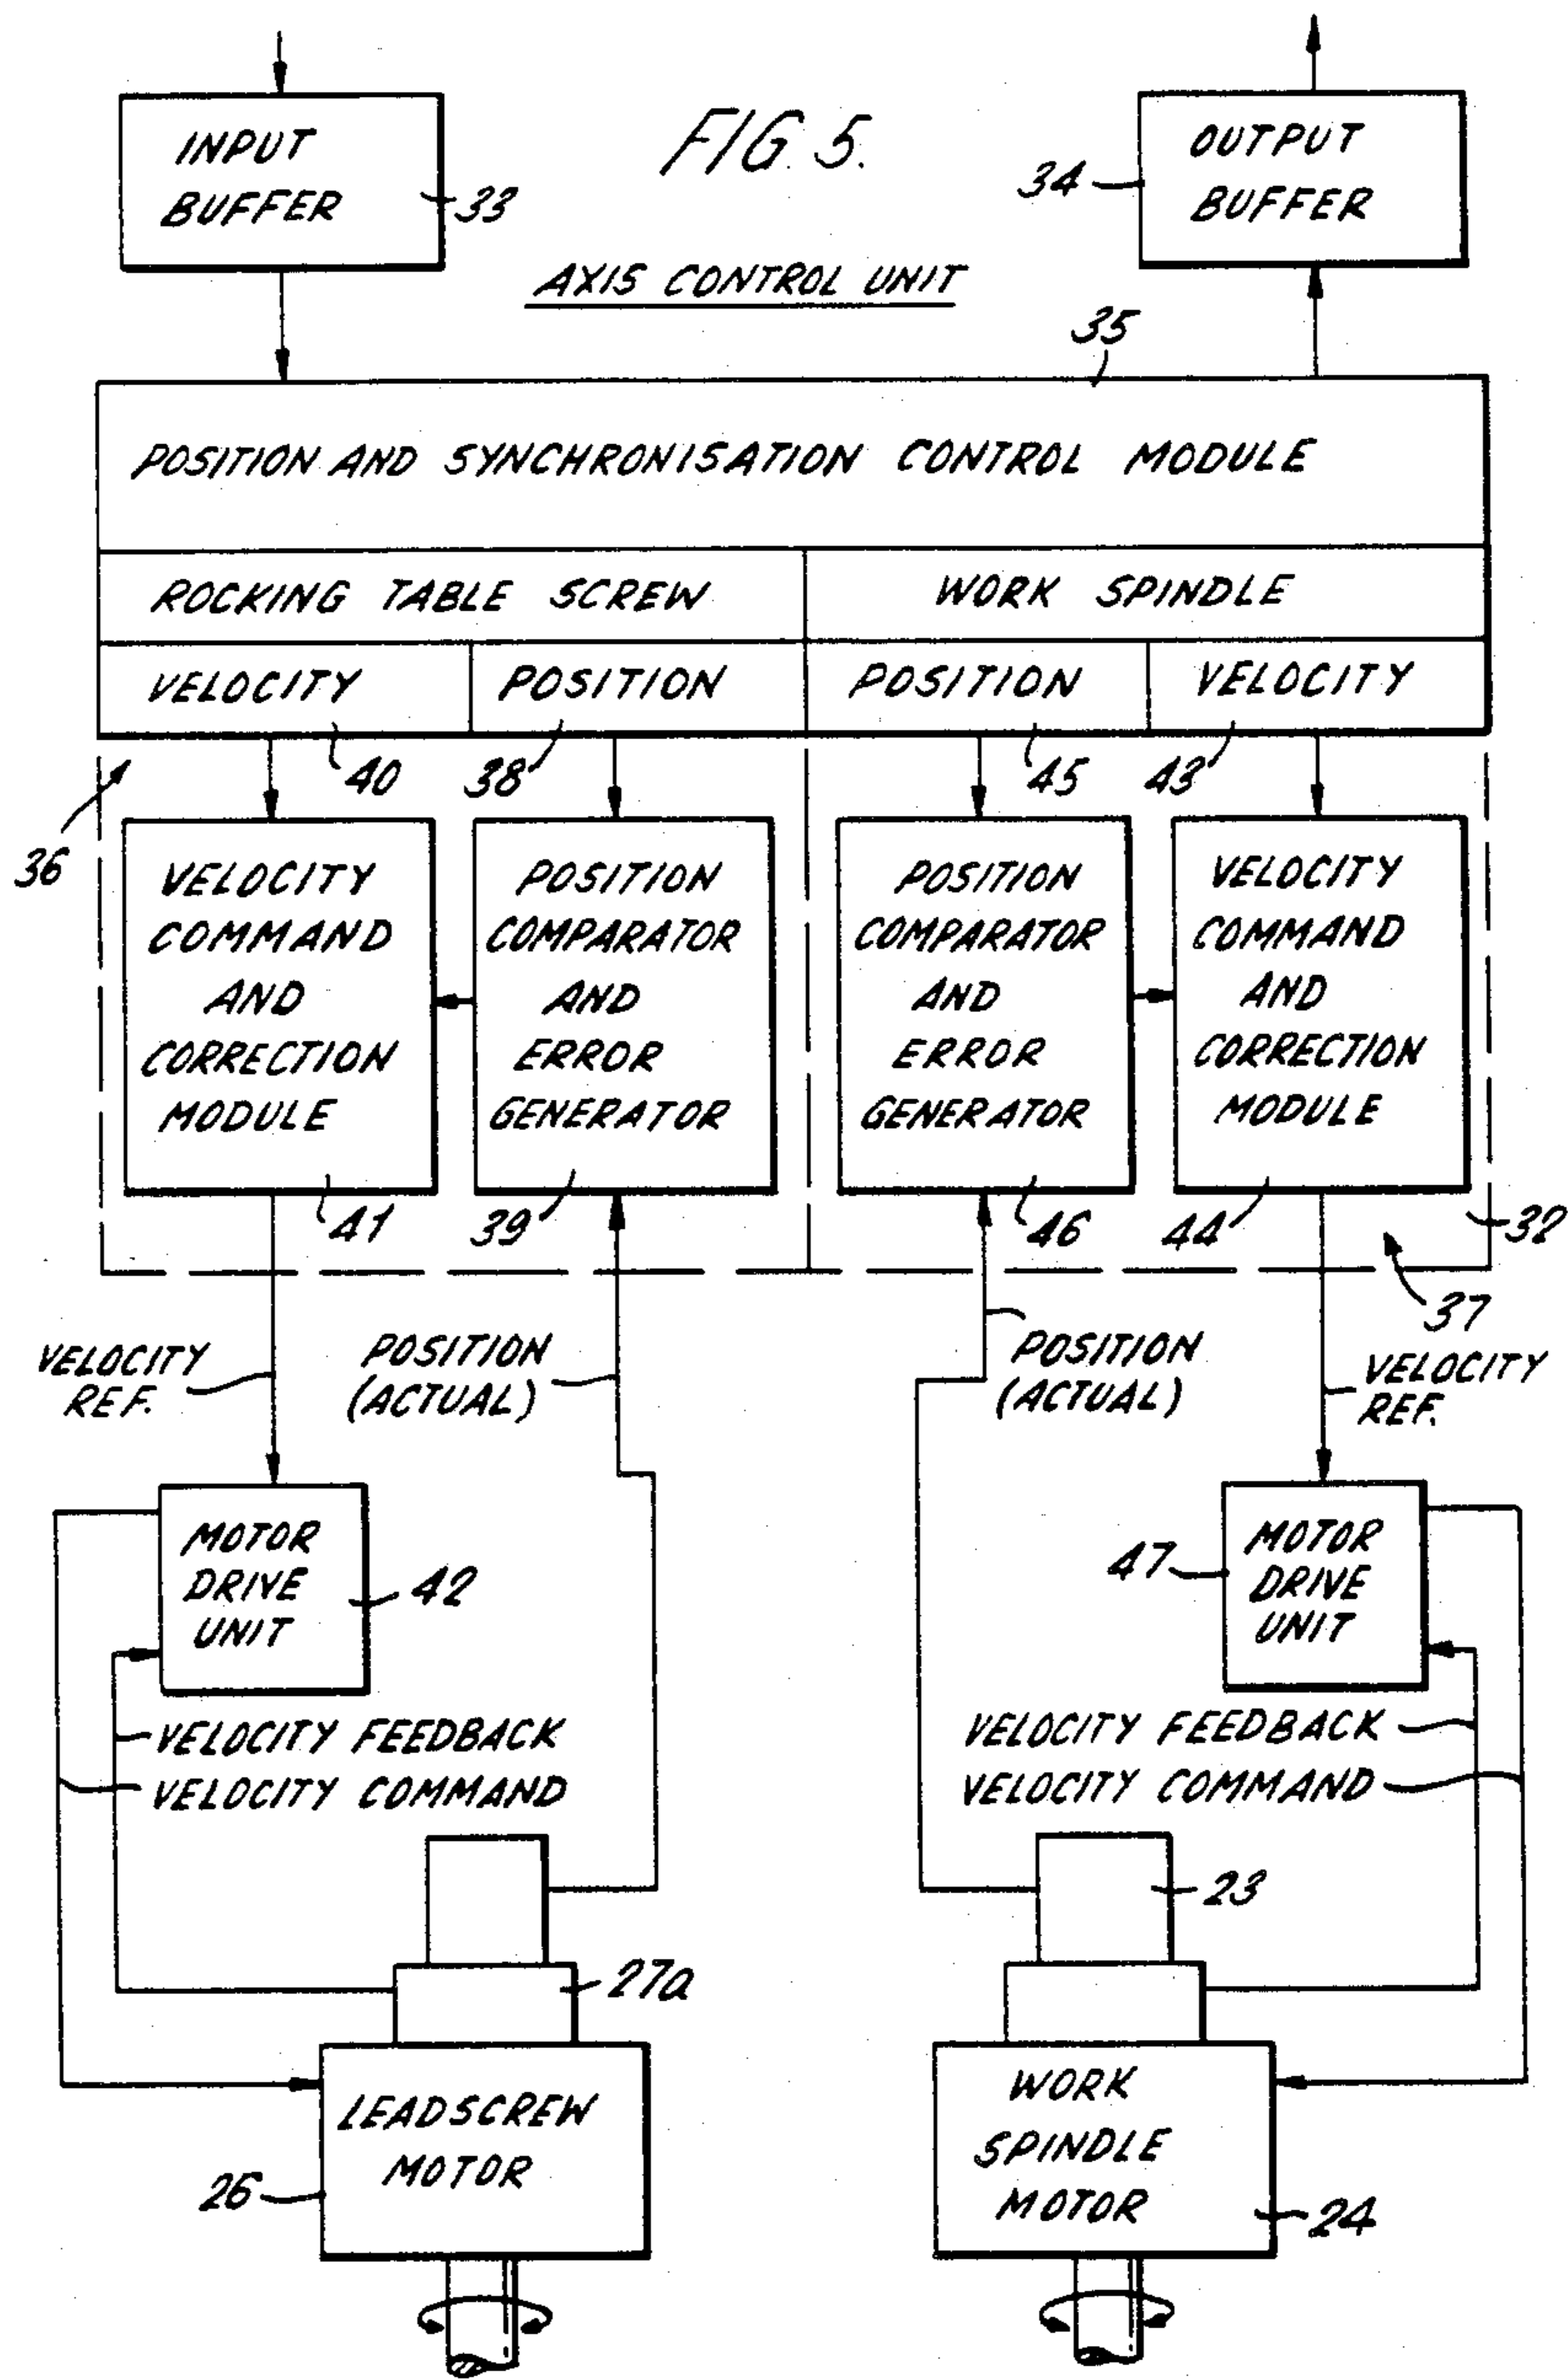 FIG. 5.
INPUT
BUFFER
33
OUTPUT
BUFFER
34
AXIS CONTROL UNIT
35
POSITION AND SYNCHRONISATION CONTROL MODULE
ROCKING TABLE SCREW
WORK SPINDLE
VELOCITY
POSITION
POSITION
VELOCITY
40
38
45
43
36
VELOCITY
COMMAND
AND
CORRECTION
MODULE
41
POSITION
COMPARATOR
AND
ERROR
GENERATOR
39
POSITION
COMPARATOR
AND
ERROR
GENERATOR
46
VELOCITY
COMMAND
AND
CORRECTION
MODULE
44
32
37
VELOCITY
REF.
POSITION
(ACTUAL)
POSITION
(ACTUAL)
VELOCITY
REF.
MOTOR
DRIVE
UNIT
42
47
MOTOR
DRIVE
UNIT
VELOCITY FEEDBACK
VELOCITY COMMAND
VELOCITY FEEDBACK
VELOCITY COMMAND
23
27a
LEADSCREW
MOTOR
26
WORK
SPINDLE
MOTOR
24